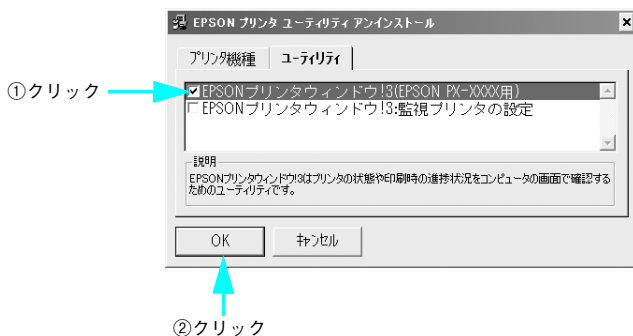 EPSON プリンタ ユーティリティ アンインストール
プリンタ機種 ユーティリティ
①クリック
EPSONプリンタウィンドウ!3(EPSON PX-XXXX用)
EPSONプリンタウィンドウ!3:監視プリンタの設定
説明
EPSONプリンタウィンドウ!3はプリンタの状態や印刷時の進捗状況をコンピュータの画面で確認する
ためのユーティリティです。
OK キャンセル
②クリック